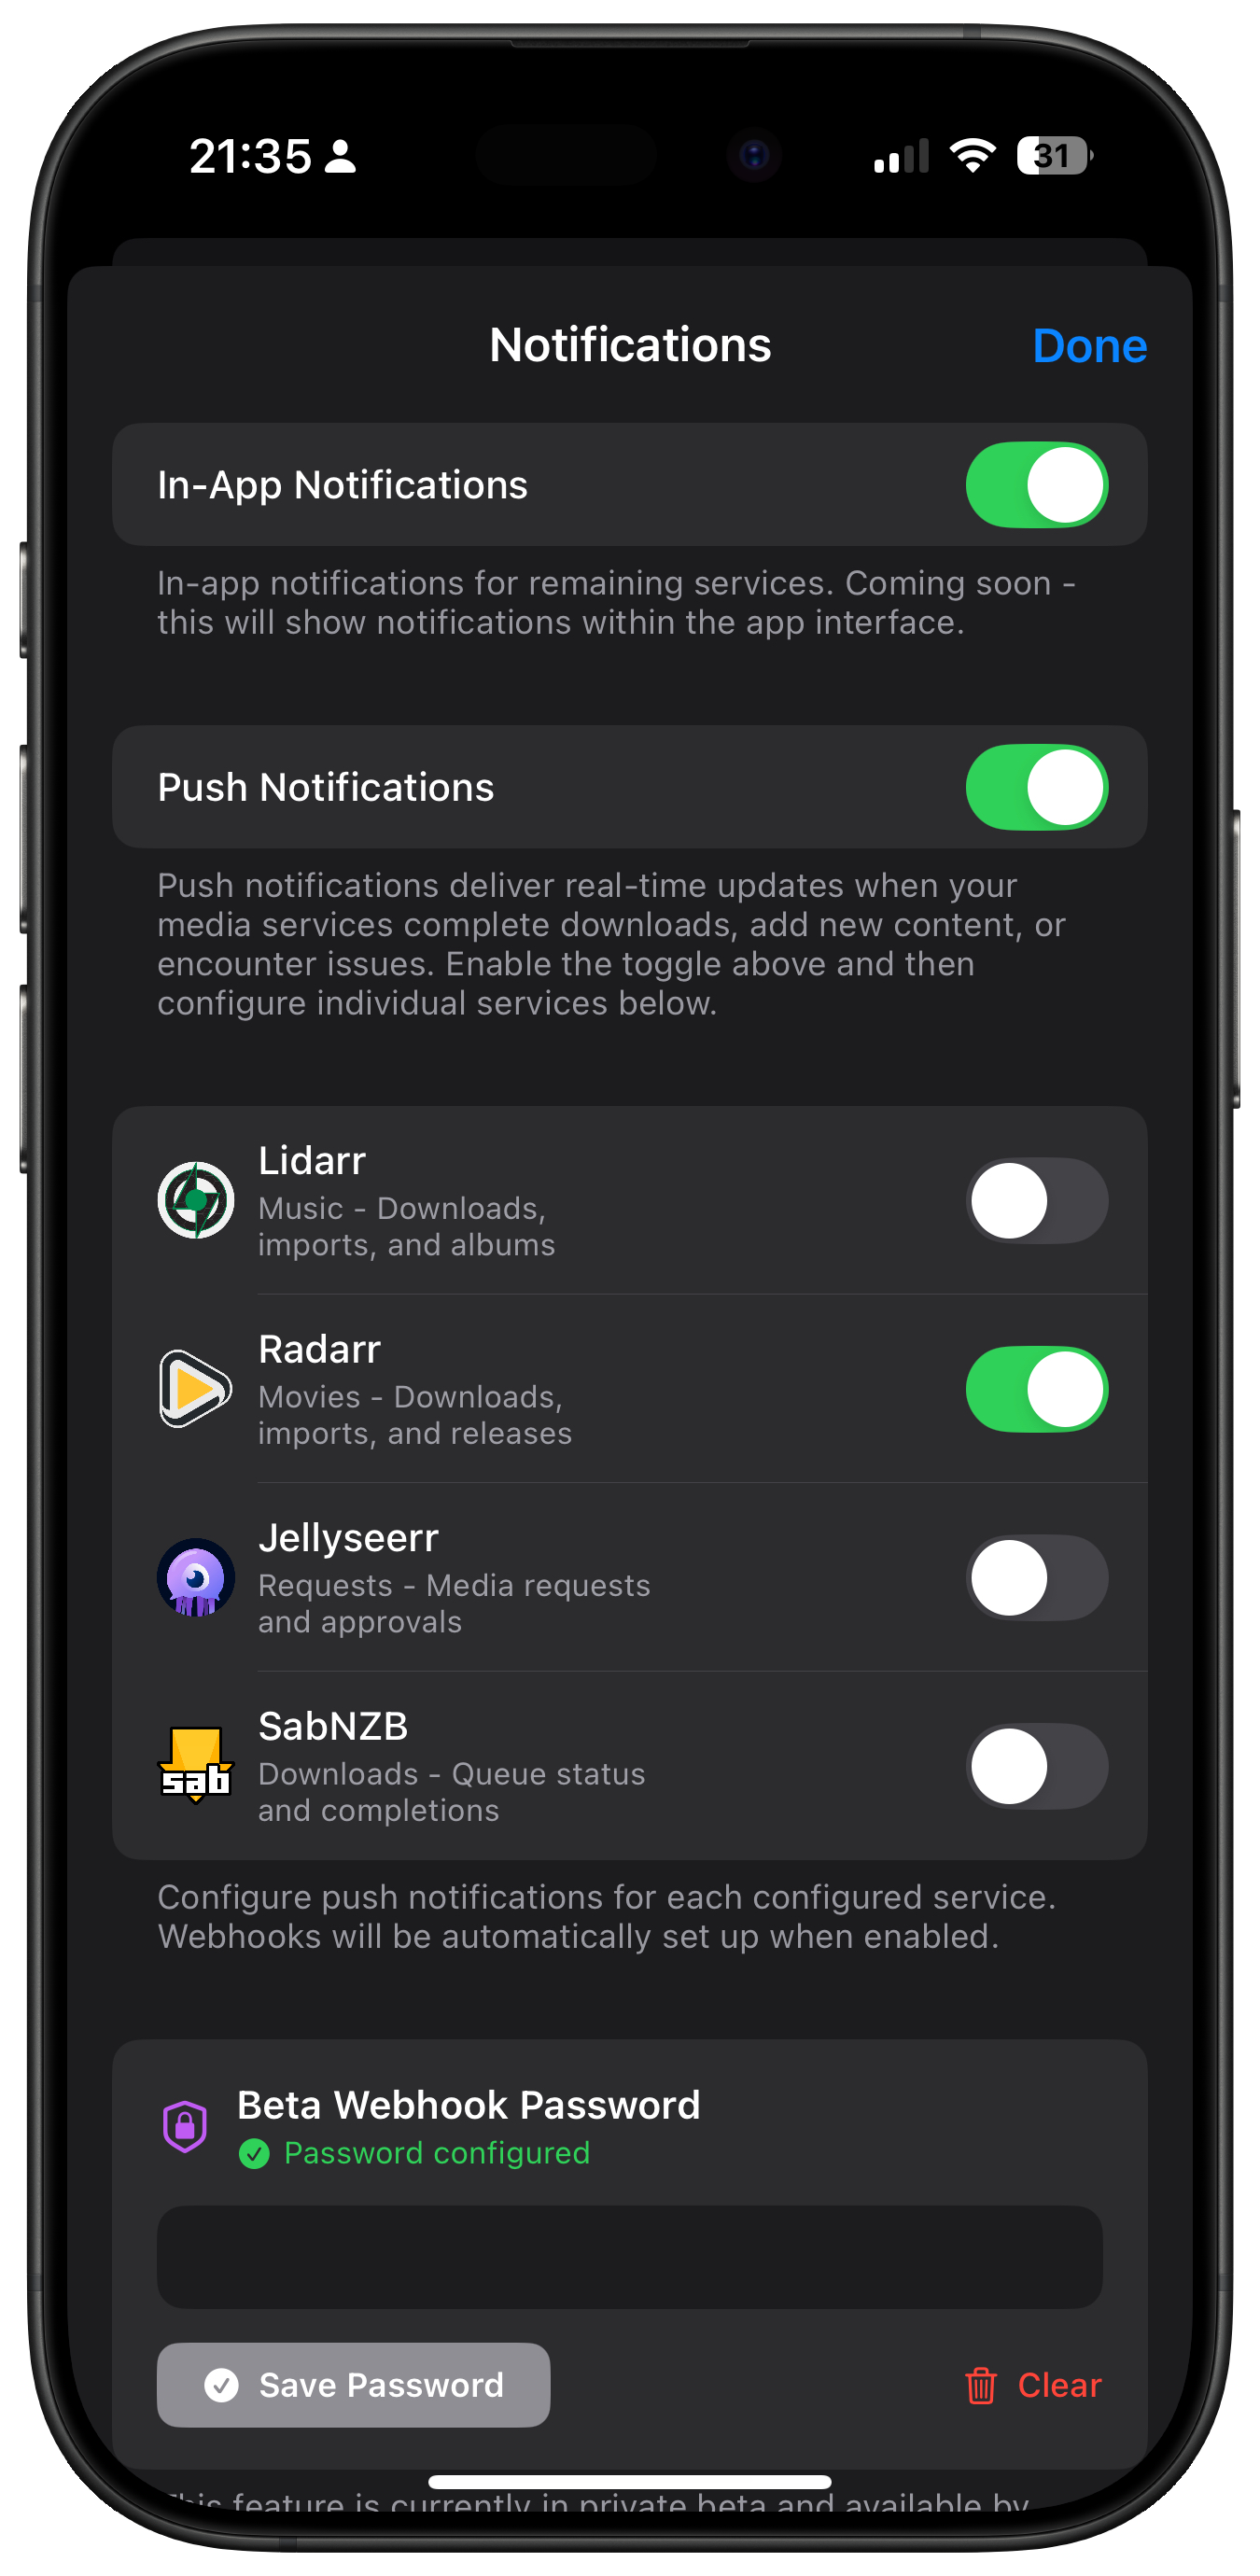 21:35
31
Notifications
Done
In-App Notifications
In-app notifications for remaining services. Coming soon -
this will show notifications within the app interface.
Push Notifications
Push notifications deliver real-time updates when your
media services complete downloads, add new content, or
encounter issues. Enable the toggle above and then
configure individual services below.
Lidarr
Music - Downloads,
imports, and albums
Radarr
Movies - Downloads,
imports, and releases
Jellyseerr
Requests - Media requests
and approvals
sab
SabNZB
Downloads - Queue status
and completions
Configure push notifications for each configured service.
Webhooks will be automatically set up when enabled.
Beta Webhook Password
Password configured
Save Password
Clear
This feature is currently in private beta and available by